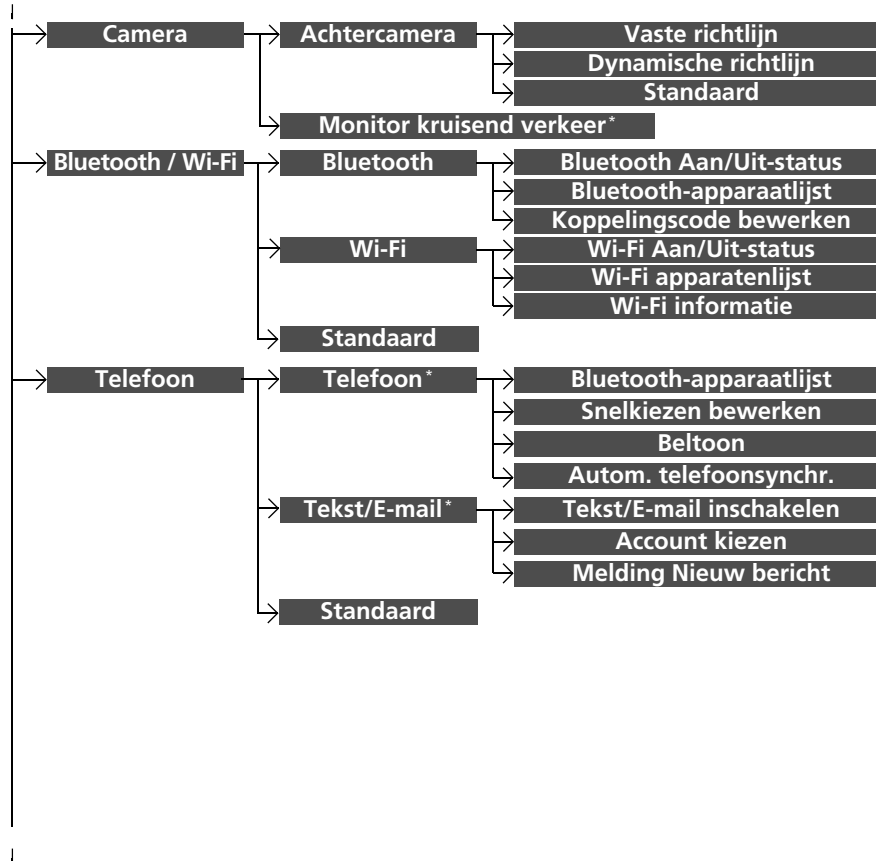 Camera Achtercamera Vaste richtlijn
Dynamische richtlijn
Standaard
Monitor kruisend verkeer*
Bluetooth / Wi-Fi Bluetooth Bluetooth Aan/Uit-status
Bluetooth-apparaatlijst
Koppelingscode bewerken
Wi-Fi Wi-Fi Aan/Uit-status
Wi-Fi apparatenlijst
Wi-Fi informatie
Standaard
Telefoon Telefoon* Bluetooth-apparaatlijst
Snelkiezen bewerken
Beltoon
Autom. telefoonsynchr.
Tekst/E-mail* Tekst/E-mail inschakelen
Account kiezen
Melding Nieuw bericht
Standaard